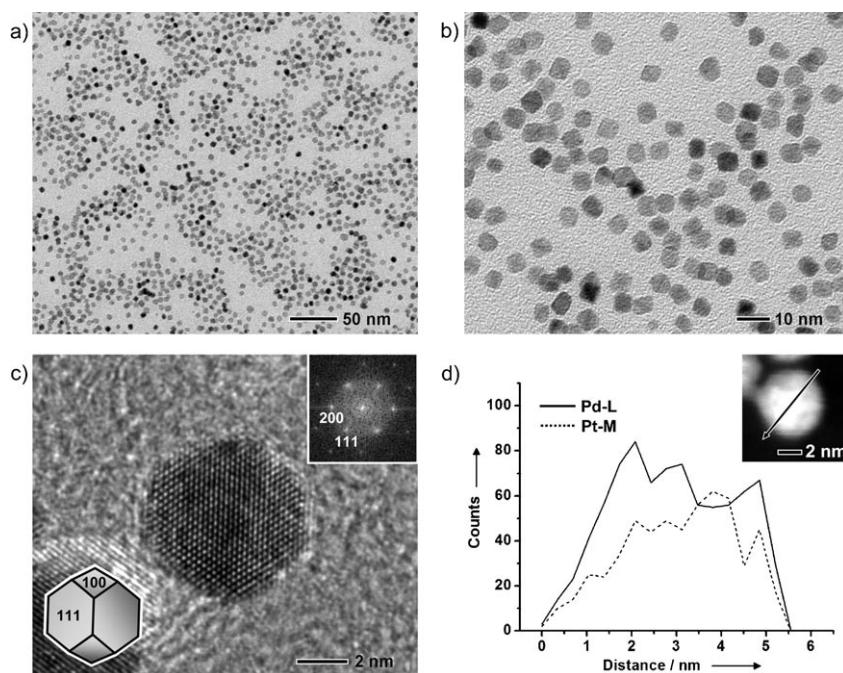 a)
50 nm
b)
10 nm
c)
200
111
100
111
2 nm
d)
Pd-L
Pt-M
2 nm
100
80
60
40
20
0
Counts
0 1 2 3 4 5 6
Distance / nm